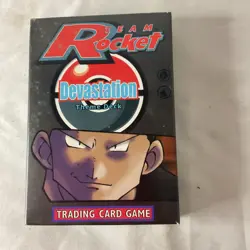 TEAM
Rocket
Devastation
Theme Deck
TRADING CARD GAME